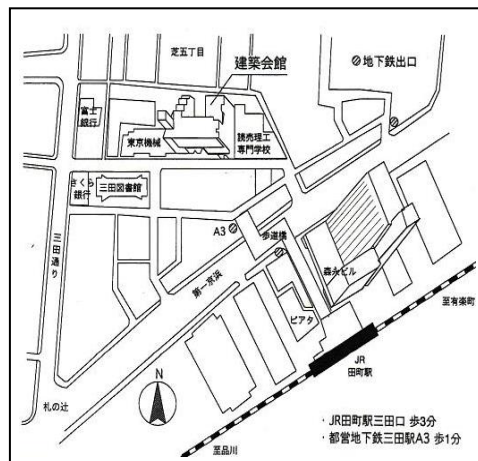 芝五丁目
建築会館
地下鉄出口
富士
銀行
東京機械
読売理工
専門学校
さくら
銀行
三田図書館
A3
歩道橋
三田通り
第一京浜
森永ビル
ピアタ
至有楽町
JR
田町駅
札の辻
N
至品川
・JR田町駅三田口 歩3分
・都営地下鉄三田駅A3 歩1分